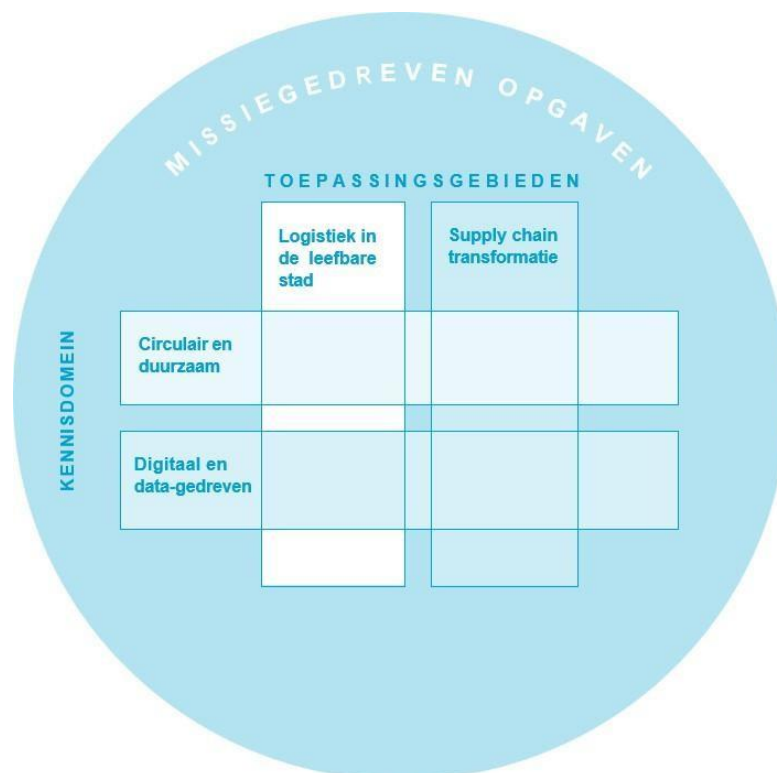 MISSIEGEDREVEN OPGAVEN
TOEPASSINGSGEBIEDEN
Logistiek in
de leefbare
stad
Supply chain
transformatie
KENNISDOMEIN
Circulair en
duurzaam
Digitaal en
data-gedreven